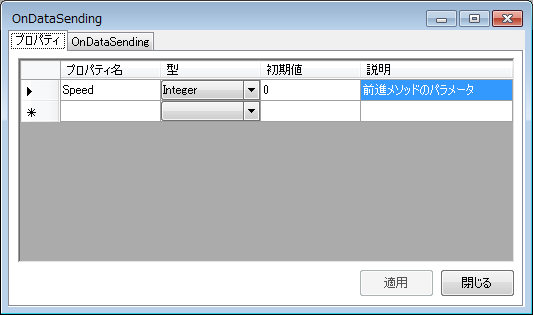 OnDataSending
プロパティ OnDataSending
プロパティ名 型 初期値 説明
Speed Integer 0 前進メソッドのパラメータ
適用 閉じる